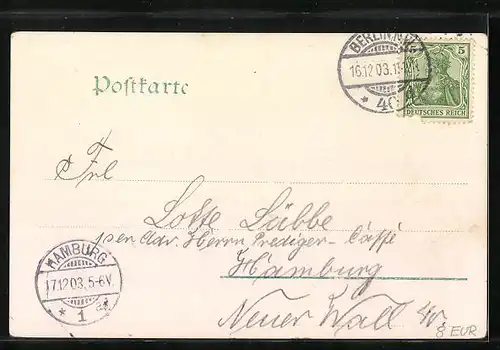 BERLIN N.W.
16.12.03.
* 40
5
DEUTSCHES REICH
Postkarte
Frl
Lotte Lübbe
per Adr. Herrn Prediger
Hamburg
Neuer Wall 40.
HAMBURG
17.12.03. 5-6V.
* 1
8 EUR